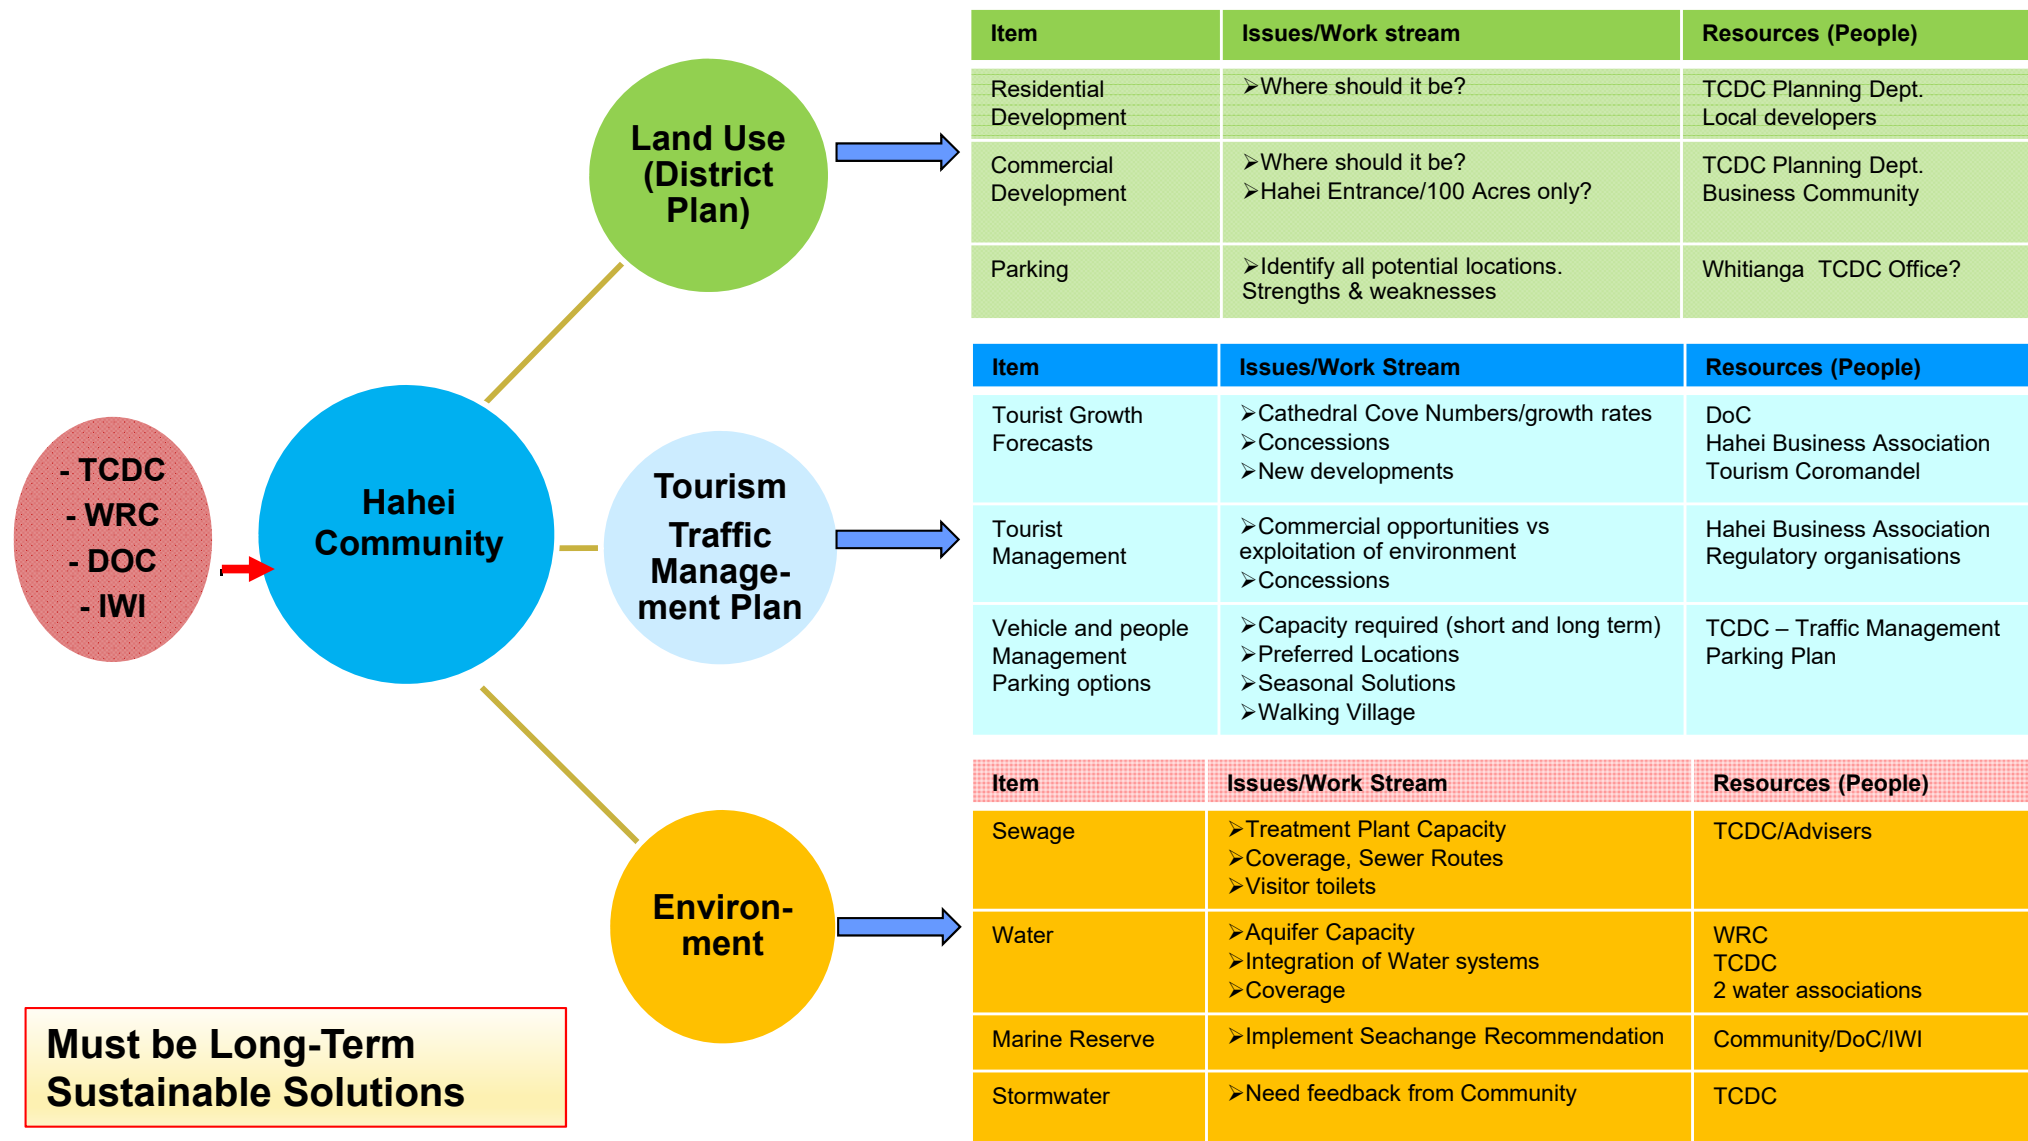 - TCDC
- WRC
- DOC
- IWI
Hahei
Community
Land Use
(District
Plan)
Tourism
Traffic
Manage-
ment Plan
Environ-
ment
Must be Long-Term
Sustainable Solutions
Item Issues/Work stream Resources (People)
Residential
Development
➢Where should it be?
TCDC Planning Dept.
Local developers
Commercial
Development
➢Where should it be?
➢Hahei Entrance/100 Acres only?
TCDC Planning Dept.
Business Community
Parking
➢Identify all potential locations.
Strengths & weaknesses
Whitianga  TCDC Office?
Item Issues/Work Stream Resources (People)
Tourist Growth
Forecasts
➢Cathedral Cove Numbers/growth rates
➢Concessions
➢New developments
DoC
Hahei Business Association
Tourism Coromandel
Tourist
Management
➢Commercial opportunities vs
exploitation of environment
➢Concessions
Hahei Business Association
Regulatory organisations
Vehicle and people
Management
Parking options
➢Capacity required (short and long term)
➢Preferred Locations
➢Seasonal Solutions
➢Walking Village
TCDC – Traffic Management
Parking Plan
Item Issues/Work Stream Resources (People)
Sewage
➢Treatment Plant Capacity
➢Coverage, Sewer Routes
➢Visitor toilets
TCDC/Advisers
Water
➢Aquifer Capacity
➢Integration of Water systems
➢Coverage
WRC
TCDC
2 water associations
Marine Reserve
➢Implement Seachange Recommendation
Community/DoC/IWI
Stormwater
➢Need feedback from Community
TCDC